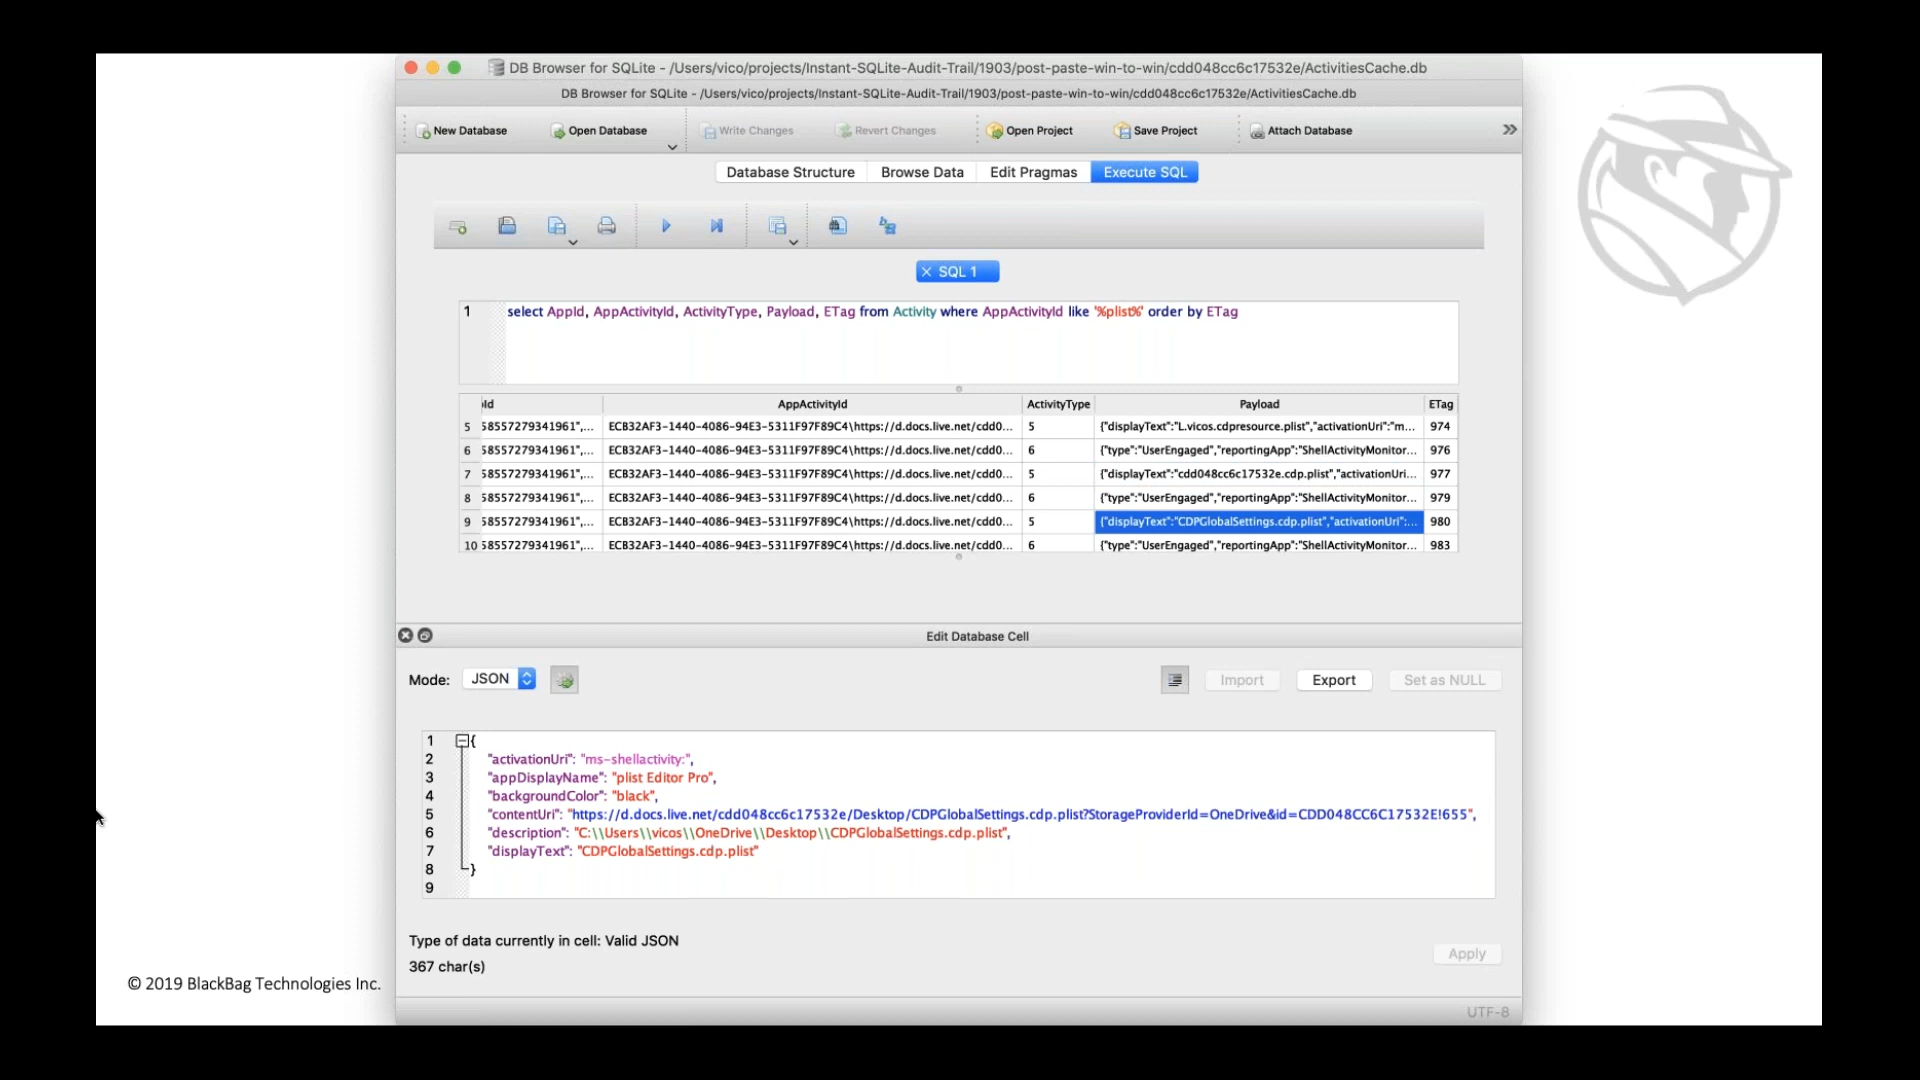 DB Browser for SQLite - /Users/vico/projects/Instant-SQLite-Audit-Trail/1903/post-paste-win-to-win/cdd048cc6c17532e/ActivitiesCache.db
DB Browser for SQLite - /Users/vico/projects/Instant-SQLite-Audit-Trail/1903/post-paste-win-to-win/cdd048cc6c17532e/ActivitiesCache.db
New Database Open Database Write Changes Revert Changes Open Project Save Project Attach Database »
Database Structure Browse Data Edit Pragmas Execute SQL
SQL 1
1 select AppId, AppActivityId, ActivityType, Payload, ETag from Activity where AppActivityId like '%plist%' order by ETag
Id AppActivityId ActivityType Payload ETag
5 58557279341961",... ECB32AF3-1440-4086-94E3-5311F97F89C4\https://d.docs.live.net/cdd0... 5 {"displayText":"L.vicos.cdpresource.plist","activationUri":"m... 974
6 58557279341961",... ECB32AF3-1440-4086-94E3-5311F97F89C4\https://d.docs.live.net/cdd0... 6 {"type":"UserEngaged","reportingApp":"ShellActivityMonitor... 976
7 58557279341961",... ECB32AF3-1440-4086-94E3-5311F97F89C4\https://d.docs.live.net/cdd0... 5 {"displayText":"cdd048cc6c17532e.cdp.plist","activationUri... 977
8 58557279341961",... ECB32AF3-1440-4086-94E3-5311F97F89C4\https://d.docs.live.net/cdd0... 6 {"type":"UserEngaged","reportingApp":"ShellActivityMonitor... 979
9 58557279341961",... ECB32AF3-1440-4086-94E3-5311F97F89C4\https://d.docs.live.net/cdd0... 5 {"displayText":"CDPGlobalSettings.cdp.plist","activationUri":... 980
10 58557279341961",... ECB32AF3-1440-4086-94E3-5311F97F89C4\https://d.docs.live.net/cdd0... 6 {"type":"UserEngaged","reportingApp":"ShellActivityMonitor... 983
Edit Database Cell
Mode: JSON Import Export Set as NULL
1 {
2 "activationUri": "ms-shellactivity:",
3 "appDisplayName": "plist Editor Pro",
4 "backgroundColor": "black",
5 "contentUri": "https://d.docs.live.net/cdd048cc6c17532e/Desktop/CDPGlobalSettings.cdp.plist?StorageProviderId=OneDrive&id=CDD048CC6C17532E!655",
6 "description": "C:\\Users\\vicos\\OneDrive\\Desktop\\CDPGlobalSettings.cdp.plist",
7 "displayText": "CDPGlobalSettings.cdp.plist"
8 }
9
Type of data currently in cell: Valid JSON
367 char(s)
Apply
© 2019 BlackBag Technologies Inc.
UTF-8